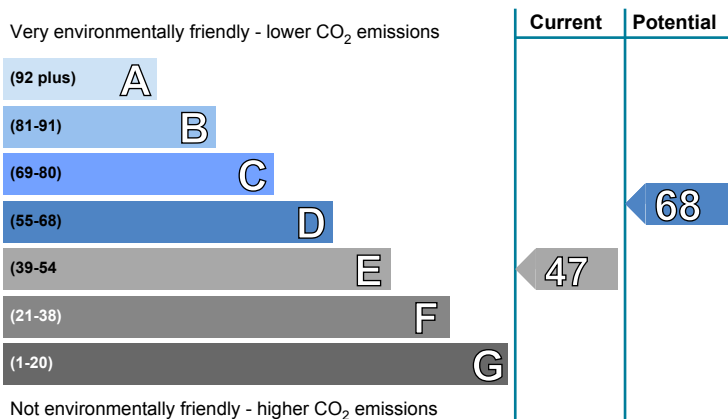 Current Potential
Very environmentally friendly - lower CO2 emissions
(92 plus) A
(81-91) B
(69-80) C
68
(55-68) D
(39-54 E 47
(21-38) F
(1-20) G
Not environmentally friendly - higher CO2 emissions